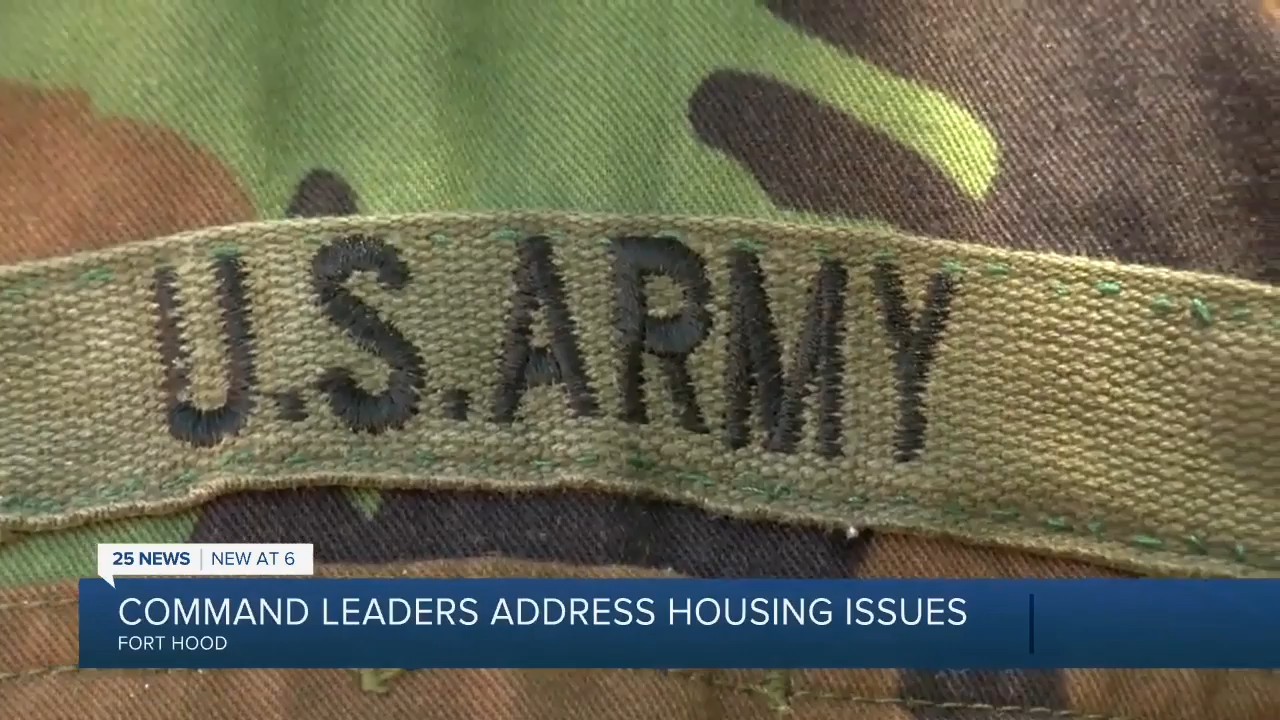 U.S.ARMY
25 NEWS | NEW AT 6
COMMAND LEADERS ADDRESS HOUSING ISSUES
FORT HOOD